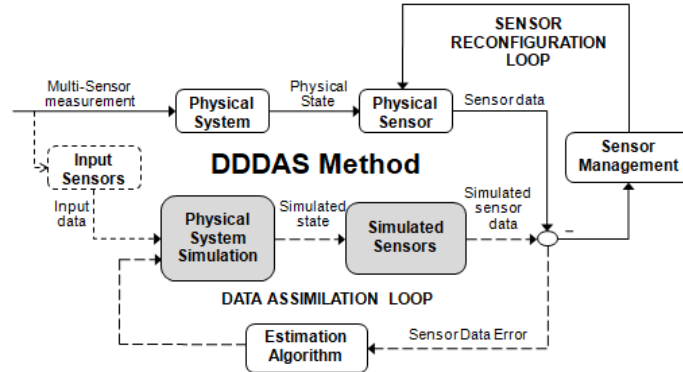 SENSOR
RECONFIGURATION
LOOP
Multi-Sensor
measurement
Physical
System
Physical
State
Physical
Sensor
Sensor data
Input
Sensors
DDDAS Method
Sensor
Management
Input
data
Physical
System
Simulation
Simulated
state
Simulated
Sensors
Simulated
sensor
data
–
DATA ASSIMILATION LOOP
Estimation
Algorithm
Sensor Data Error